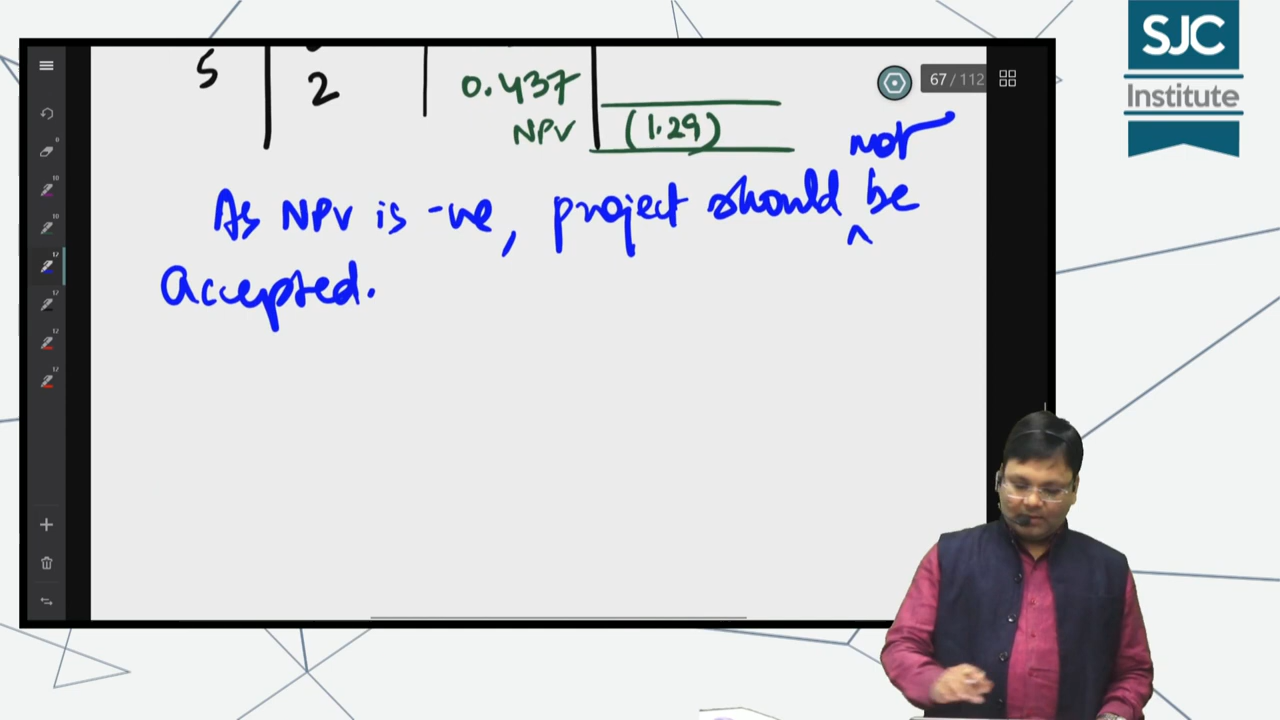 SJC
Institute
67 / 112
5 2 0.437
NPV (1.29)
not
As NPV is -ve, project should ^ be
accepted.